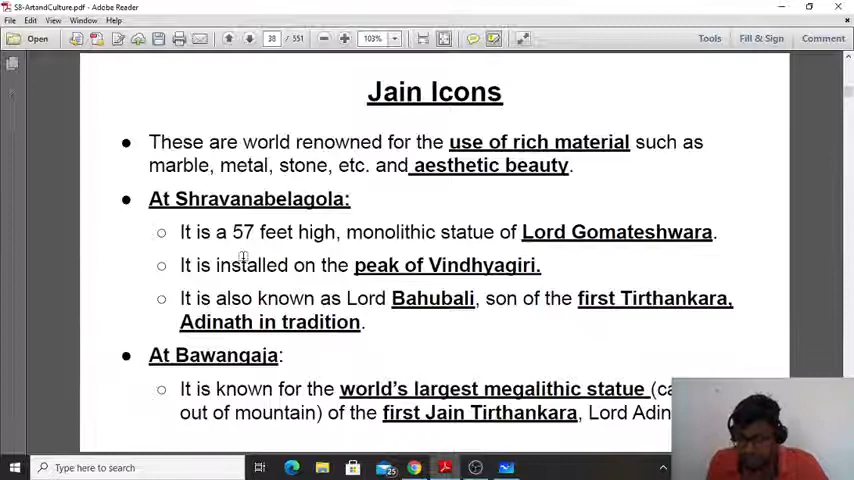 S8-ArtandCulture.pdf - Adobe Reader
File Edit View Window Help
Open 38 / 551 103% Tools Fill & Sign Comment
Jain Icons
● These are world renowned for the use of rich material such as
marble, metal, stone, etc. and aesthetic beauty.
● At Shravanabelagola:
○ It is a 57 feet high, monolithic statue of Lord Gomateshwara.
○ It is installed on the peak of Vindhyagiri.
○ It is also known as Lord Bahubali, son of the first Tirthankara,
Adinath in tradition.
● At Bawangaja:
○ It is known for the world's largest megalithic statue
out of mountain) of the first Jain Tirthankara, Lord
Type here to search
25